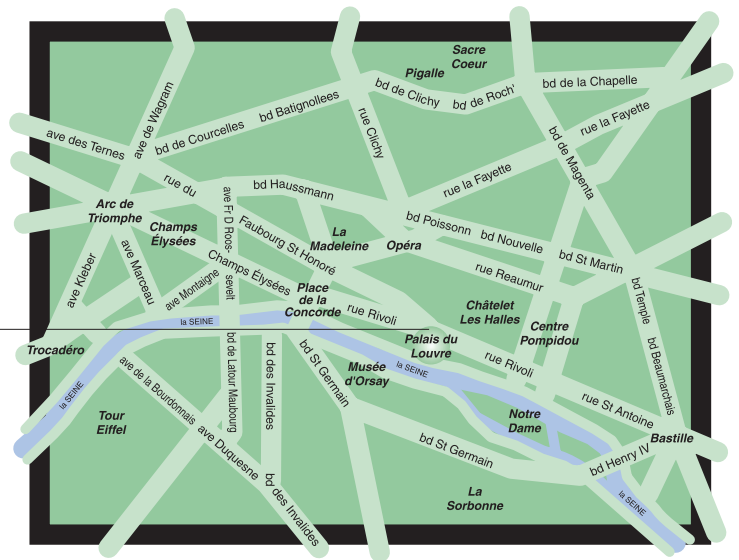 Sacre
Coeur
Pigalle
bd de la Chapelle
bd de Clichy
bd de Roch'
ave de Wagram
bd Batignollees
bd de Courcelles
rue Clichy
rue la Fayette
ave des Ternes
bd de Magenta
rue la Fayette
rue du
Faubourg St Honoré
bd Haussmann
ave Fr D Roos-
sevelt
Arc de
Triomphe
Champs
Élysées
La
Madeleine
Opéra
bd Poissonn
bd Nouvelle
bd St Martin
rue Reaumur
Champs Élysées
ave Kleber
ave Marceau
ave Montaigne
Place
de la
Concorde
rue Rivoli
Châtelet
Les Halles
Centre
Pompidou
bd Temple
bd Beaumarchais
la SEINE
Trocadéro
Palais du
Louvre
rue Rivoli
la SEINE
Musée
d'Orsay
bd St Germain
bd de Latour Maubourg
bd des Invalides
ave de la Bourdonnais
la SEINE
Tour
Eiffel
ave Duquesne
bd des Invalides
rue St Antoine
Notre
Dame
Bastille
bd St Germain
bd Henry IV
La
Sorbonne
la SEINE